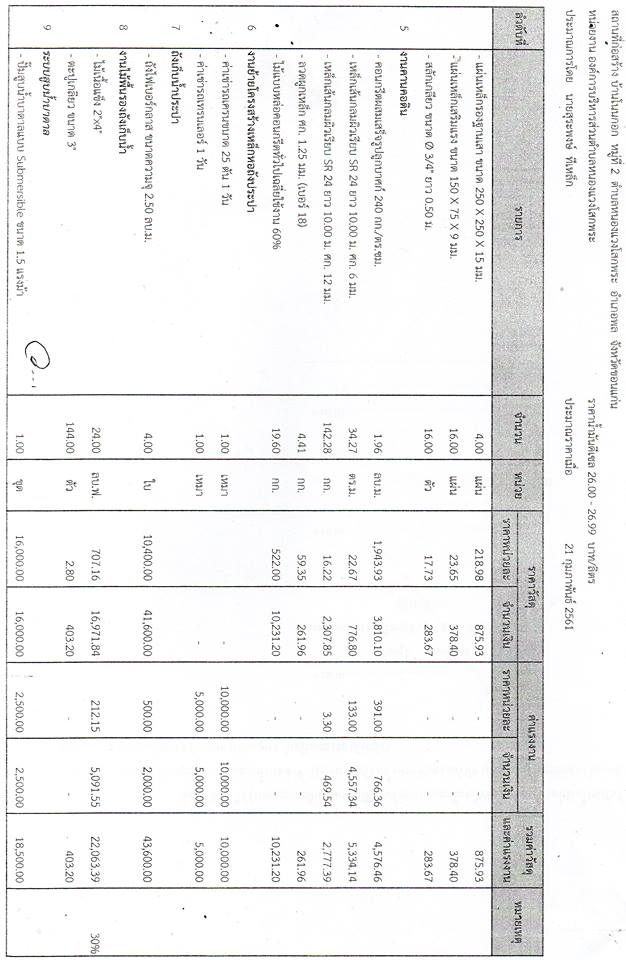 สถานที่ก่อสร้าง บ้านโนนกอก หมู่ที่ 2 ตำบลหนองแวงโสกพระ อำเภอพล จังหวัดขอนแก่น
หน่วยงาน องค์การบริหารส่วนตำบลหนองแวงโสกพระ ราคาน้ำมันดีเซล 26.00 - 26.99 บาท/ลิตร
ประมาณการโดย นายสุระพงษ์ ทีเหล็ก ประมาณราคาเมื่อ 21 กุมภาพันธ์ 2561
ลำดับที่ รายการ จำนวน หน่วย ราคาวัสดุ ค่าแรงงาน รวมค่าวัสดุ หมายเหตุ
ราคาหน่วยละ จำนวนเงิน ราคาหน่วยละ จำนวนเงิน และค่าแรงงาน
- แผ่นเหล็กรองฐานเสา ขนาด 250 X 250 X 15 มม. 4.00 แผ่น 218.98 875.93 - - 875.93
- แผ่นเหล็กเสริมแรง ขนาด 150 X 75 X 9 มม. 16.00 แผ่น 23.65 378.40 - - 378.40
- สลักเกลียว ขนาด Ø 3/4" ยาว 0.50 ม. 16.00 ตัว 17.73 283.67 - - 283.67
5 งานคานคอดิน
- คอนกรีตผสมเสร็จรูปลูกบาศก์ 240 กก/ตร.ซม. 1.96 ลบ.ม. 1,943.93 3,810.10 391.00 766.36 4,576.46
- เหล็กเส้นกลมผิวเรียบ SR 24 ยาว 10.00 ม. ศก. 6 มม. 34.27 ตร.ม. 22.67 776.80 133.00 4,557.34 5,334.14
- เหล็กเส้นกลมผิวเรียบ SR 24 ยาว 10.00 ม. ศก. 12 มม. 142.28 กก. 16.22 2,307.85 3.30 469.54 2,777.39
- ลวดผูกเหล็ก ศก. 1.25 มม. (เบอร์ 18) 4.41 กก. 59.35 261.96 - - 261.96
- ไม้แบบหล่อคอนกรีตทั่วไปเฉลี่ยใช้งาน 60% 19.60 กก. 522.00 10,231.20 - - 10,231.20
6 งานย้ายโครงสร้างเหล็กหอถังประปา
- ค่าเช่ารถเครนขนาด 25 ตัน 1 วัน 1.00 เหมา - 10,000.00 10,000.00 10,000.00
- ค่าเช่ารถเทรนเลอร์ 1 วัน 1.00 เหมา - 5,000.00 5,000.00 5,000.00
7 ถังเก็บน้ำประปา
- ถังไฟเบอร์กลาส ขนาดความจุ 2.50 ลบ.ม. 4.00 ใบ 10,400.00 41,600.00 500.00 2,000.00 43,600.00
8 งานไม้พื้นรองถังเก็บน้ำ
- ไม้เนื้อแข็ง 2"x4" 24.00 ลบ.ฟ. 707.16 16,971.84 212.15 5,091.55 22,063.39 30%
- ตะปูเกลียว ขนาด 3" 144.00 ตัว 2.80 403.20 - - 403.20
9 ระบบสูบน้ำบาดาล
- ปั๊มสูบน้ำบาดาลแบบ Submersible ขนาด 1.5 แรงม้า 1.00 ชุด 16,000.00 16,000.00 2,500.00 2,500.00 18,500.00